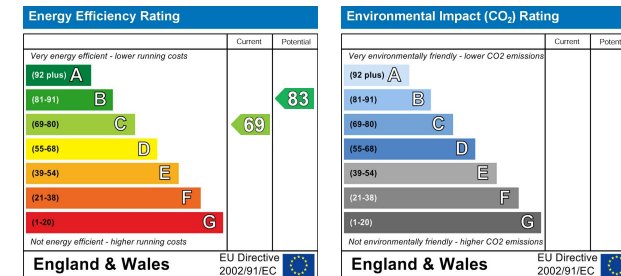 Energy Efficiency Rating
Current Potential
Very energy efficient - lower running costs
(92 plus) A
(81-91) B
83
(69-80) C
69
(55-68) D
(39-54) E
(21-38) F
(1-20) G
Not energy efficient - higher running costs
England & Wales
EU Directive
2002/91/EC
Environmental Impact (CO₂) Rating
Current Potent
Very environmentally friendly - lower CO2 emissions
(92 plus) A
(81-91) B
(69-80) C
(55-68) D
(39-54) E
(21-38) F
(1-20) G
Not environmentally friendly - higher CO2 emissions
England & Wales
EU Directive
2002/91/EC